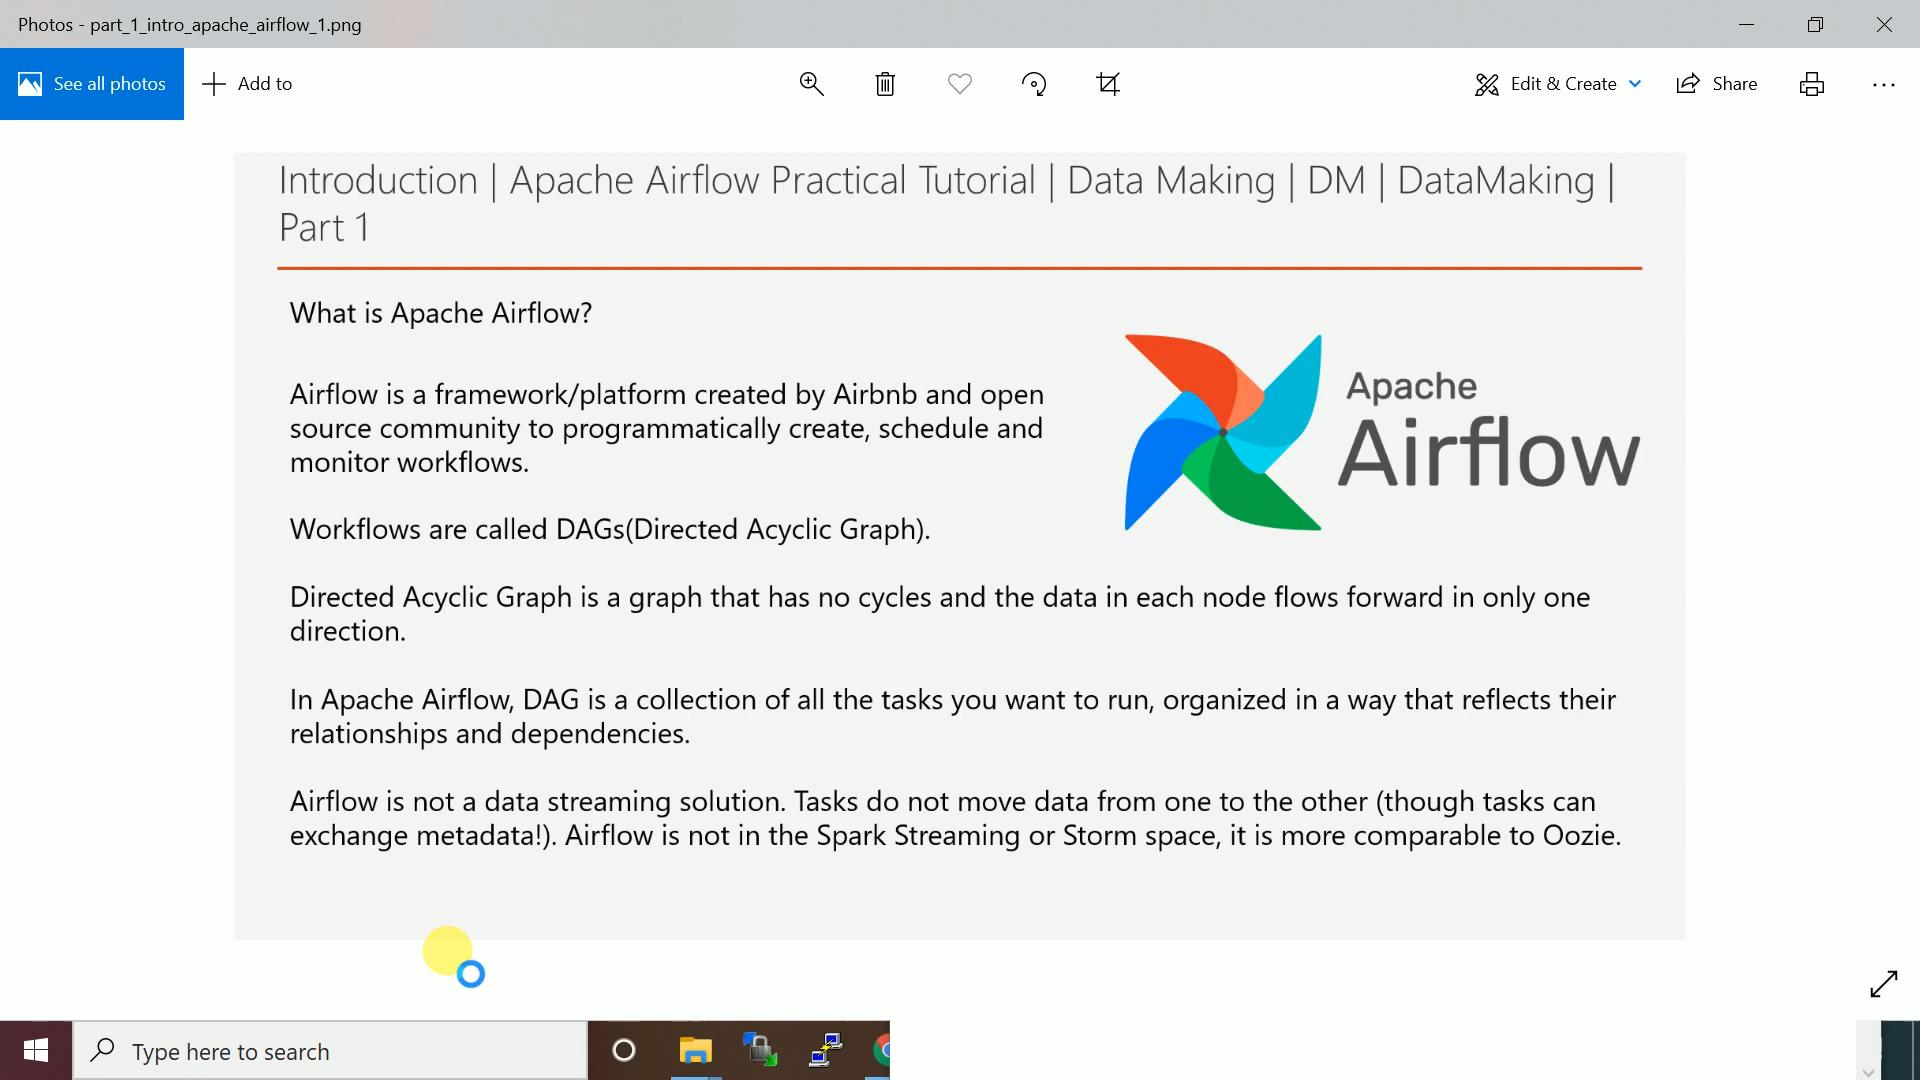 Photos - part_1_intro_apache_airflow_1.png
See all photos
Add to
Edit & Create
Share
Introduction | Apache Airflow Practical Tutorial | Data Making | DM | DataMaking |
Part 1
What is Apache Airflow?
Airflow is a framework/platform created by Airbnb and open
source community to programmatically create, schedule and
monitor workflows.
Apache
Airflow
Workflows are called DAGs(Directed Acyclic Graph).
Directed Acyclic Graph is a graph that has no cycles and the data in each node flows forward in only one
direction.
In Apache Airflow, DAG is a collection of all the tasks you want to run, organized in a way that reflects their
relationships and dependencies.
Airflow is not a data streaming solution. Tasks do not move data from one to the other (though tasks can
exchange metadata!). Airflow is not in the Spark Streaming or Storm space, it is more comparable to Oozie.
Type here to search